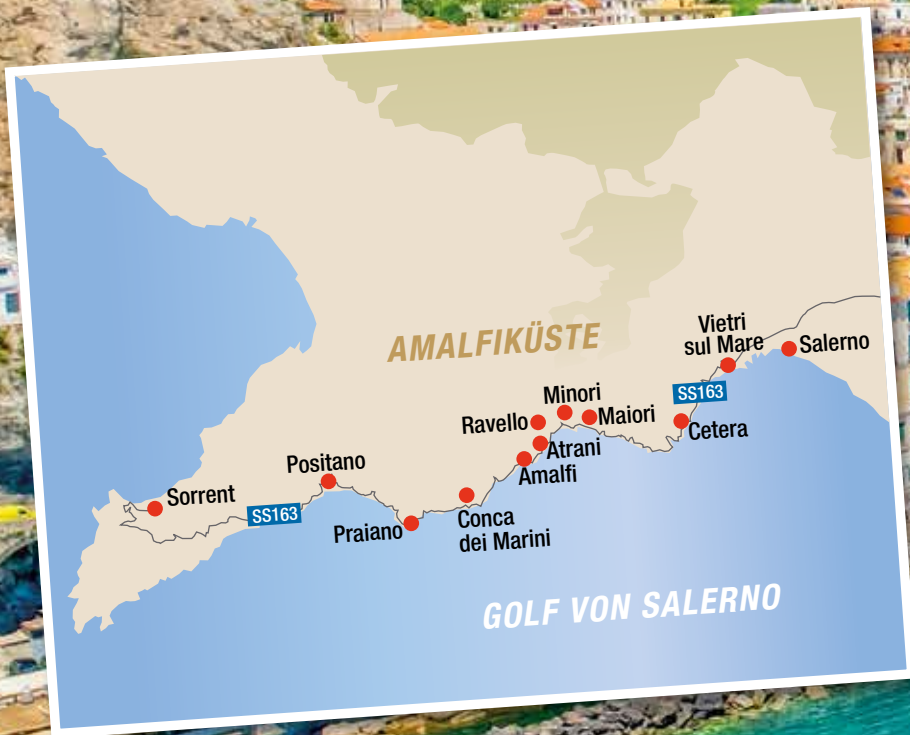 AMALFIKÜSTE
Vietri
sul Mare
Salerno
SS163
Minori
Ravello
Maiori
Cetera
Atrani
Amalfi
Positano
Sorrent
SS163
Praiano
Conca
dei Marini
GOLF VON SALERNO